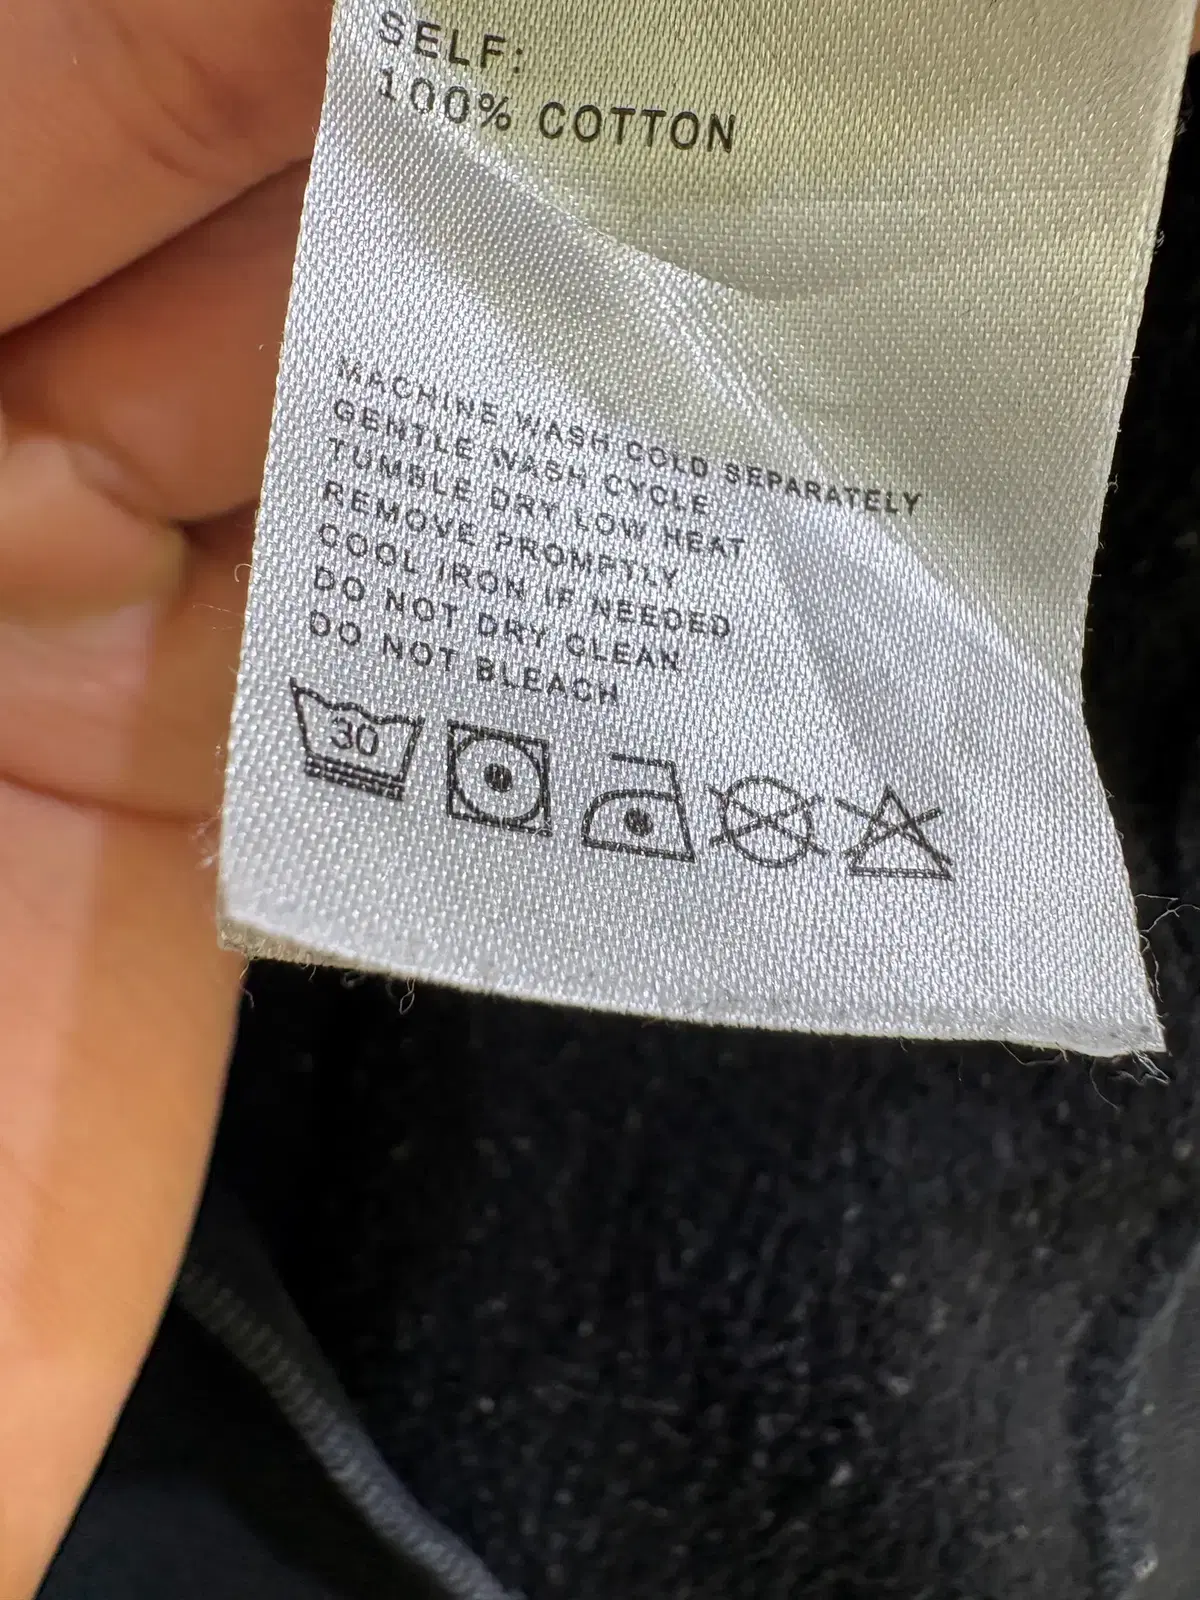 SELF:
100% COTTON
MACHINE WASH COLD SEPARATELY
GENTLE WASH CYCLE
TUMBLE DRY LOW HEAT
REMOVE PROMPTLY
COOL IRON IF NEEDED
DO NOT DRY CLEAN
DO NOT BLEACH
30